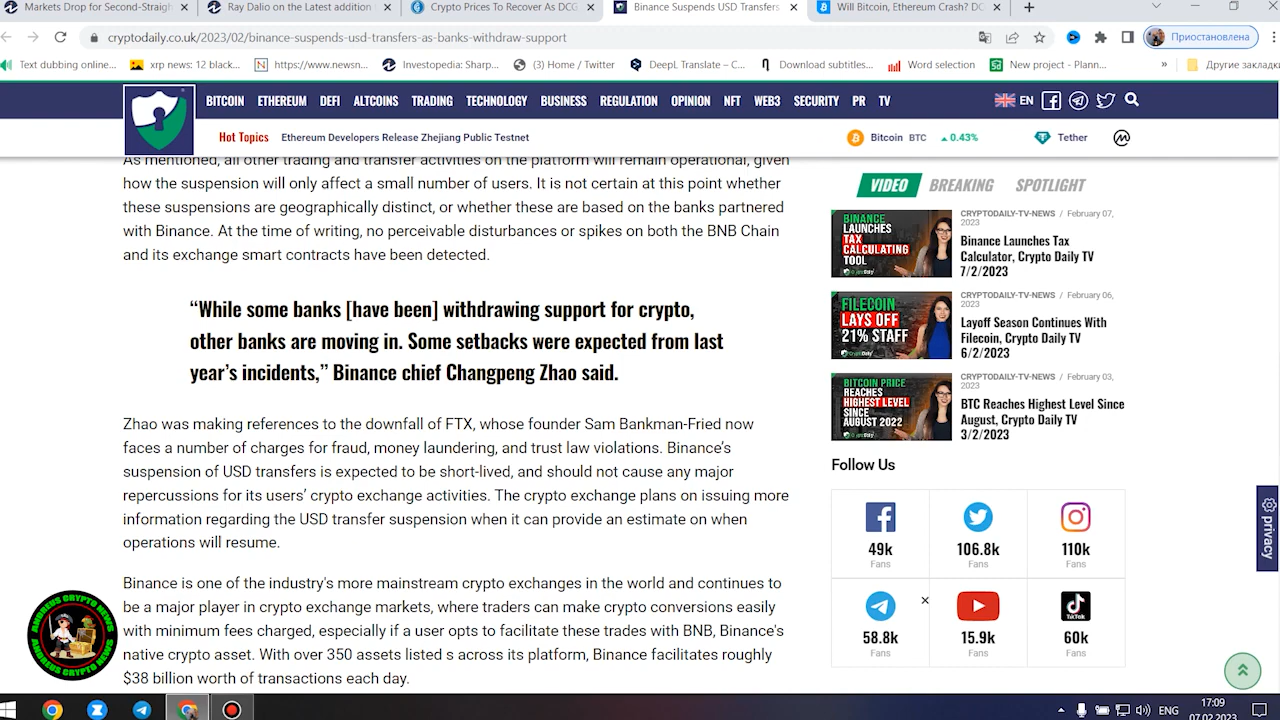 Markets Drop for Second-Straigh
Ray Dalio on the Latest addition t
Crypto Prices To Recover As DCG
Binance Suspends USD Transfers
Will Bitcoin, Ethereum Crash? DC
cryptodaily.co.uk/2023/02/binance-suspends-usd-transfers-as-banks-withdraw-support
Приостановлена
Text dubbing online...
xrp news: 12 black...
https://www.newsn...
Investopedia: Sharp...
(3) Home / Twitter
DeepL Translate – C...
Download subtitles...
Word selection
New project - Plann...
»
Другие закладки
BITCOIN ETHEREUM DEFI ALTCOINS TRADING TECHNOLOGY BUSINESS REGULATION OPINION NFT WEB3 SECURITY PR TV
EN
Hot Topics
Ethereum Developers Release Zhejiang Public Testnet
Bitcoin BTC ▲0.43%
Tether
As mentioned, all other trading and transfer activities on the platform will remain operational, given
how the suspension will only affect a small number of users. It is not certain at this point whether
these suspensions are geographically distinct, or whether these are based on the banks partnered
with Binance. At the time of writing, no perceivable disturbances or spikes on both the BNB Chain
and its exchange smart contracts have been detected.
“While some banks [have been] withdrawing support for crypto,
other banks are moving in. Some setbacks were expected from last
year’s incidents,” Binance chief Changpeng Zhao said.
Zhao was making references to the downfall of FTX, whose founder Sam Bankman-Fried now
faces a number of charges for fraud, money laundering, and trust law violations. Binance’s
suspension of USD transfers is expected to be short-lived, and should not cause any major
repercussions for its users’ crypto exchange activities. The crypto exchange plans on issuing more
information regarding the USD transfer suspension when it can provide an estimate on when
operations will resume.
Binance is one of the industry's more mainstream crypto exchanges in the world and continues to
be a major player in crypto exchange markets, where traders can make crypto conversions easily
with minimum fees charged, especially if a user opts to facilitate these trades with BNB, Binance's
native crypto asset. With over 350 assets listed s across its platform, Binance facilitates roughly
$38 billion worth of transactions each day.
VIDEO BREAKING SPOTLIGHT
BINANCE
LAUNCHES
TAX
CALCULATING
TOOL
CRYPTODAILY-TV-NEWS / February 07,
2023
Binance Launches Tax
Calculator, Crypto Daily TV
7/2/2023
FILECOIN
LAYS OFF
21% STAFF
CRYPTODAILY-TV-NEWS / February 06,
2023
Layoff Season Continues With
Filecoin, Crypto Daily TV
6/2/2023
BITCOIN PRICE
REACHES
HIGHEST LEVEL
SINCE
AUGUST 2022
CRYPTODAILY-TV-NEWS / February 03,
2023
BTC Reaches Highest Level Since
August, Crypto Daily TV
3/2/2023
Follow Us
49k
Fans
106.8k
Fans
110k
Fans
58.8k
Fans
15.9k
Fans
TikTok
60k
Fans
privacy
ANDREUS CRYPTO NEWS
ANDREUS CRYPTO NEWS
ENG
17:09
07.02.2023